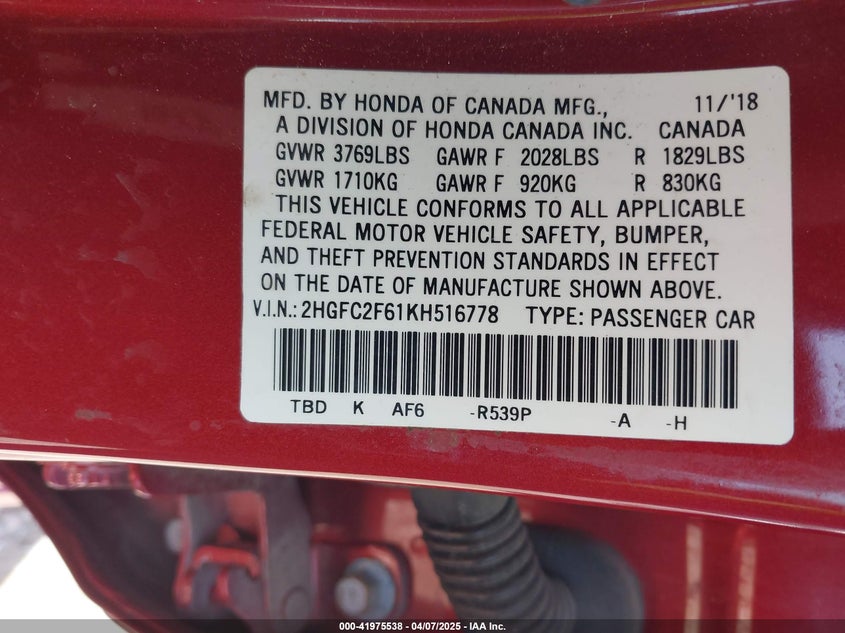 MFD. BY HONDA OF CANADA MFG., 11/'18
A DIVISION OF HONDA CANADA INC. CANADA
GVWR 3769LBS GAWR F 2028LBS R 1829LBS
GVWR 1710KG GAWR F 920KG R 830KG
THIS VEHICLE CONFORMS TO ALL APPLICABLE
FEDERAL MOTOR VEHICLE SAFETY, BUMPER,
AND THEFT PREVENTION STANDARDS IN EFFECT
ON THE DATE OF MANUFACTURE SHOWN ABOVE.
V.I.N.: 2HGFC2F61KH516778 TYPE: PASSENGER CAR
TBD K AF6 -R539P -A -H
000-41975538 - 04/07/2025 - IAA Inc.